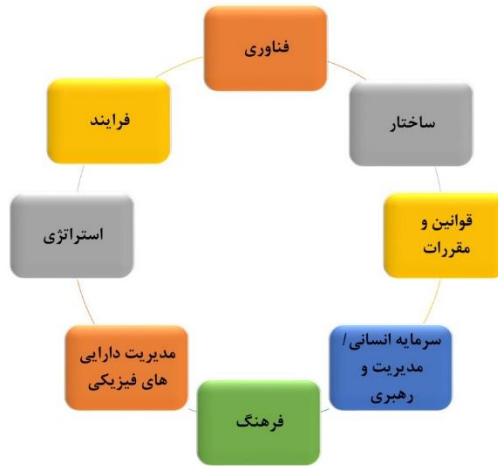 فناوری
ساختار
قوانین و
مقررات
سرمایه انسانی/
مدیریت و
رهبری
فرهنگ
مدیریت دارایی
های فیزیکی
استراتژی
فرایند